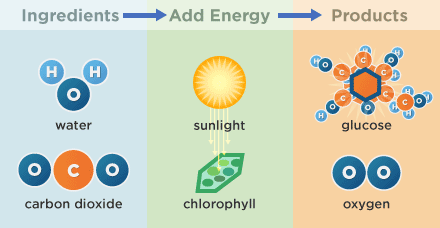 Ingredients Add Energy Products
H H
O
water
sunlight
glucose
O C O
O O
carbon dioxide
chlorophyll
oxygen